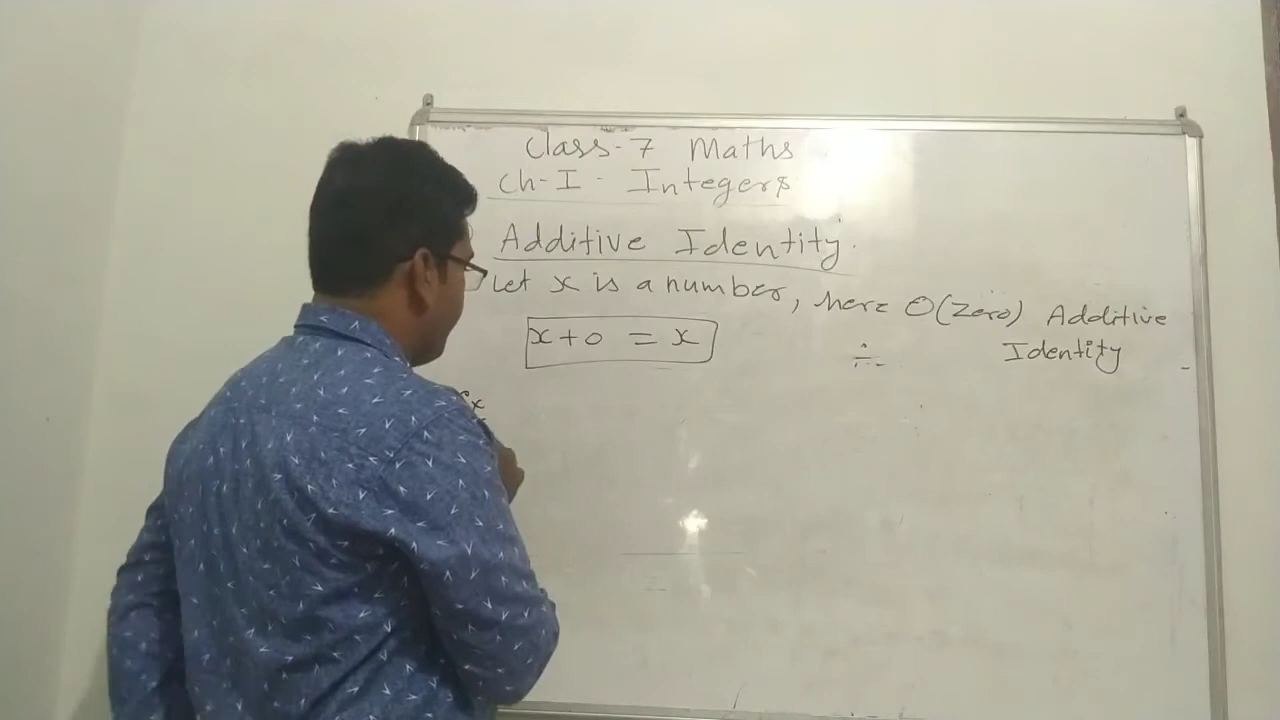 Class-7 Maths
Ch-I - Integers
Additive Identity.
Let x is a number, here 0(Zero) Additive Identity
x+0 = x
÷